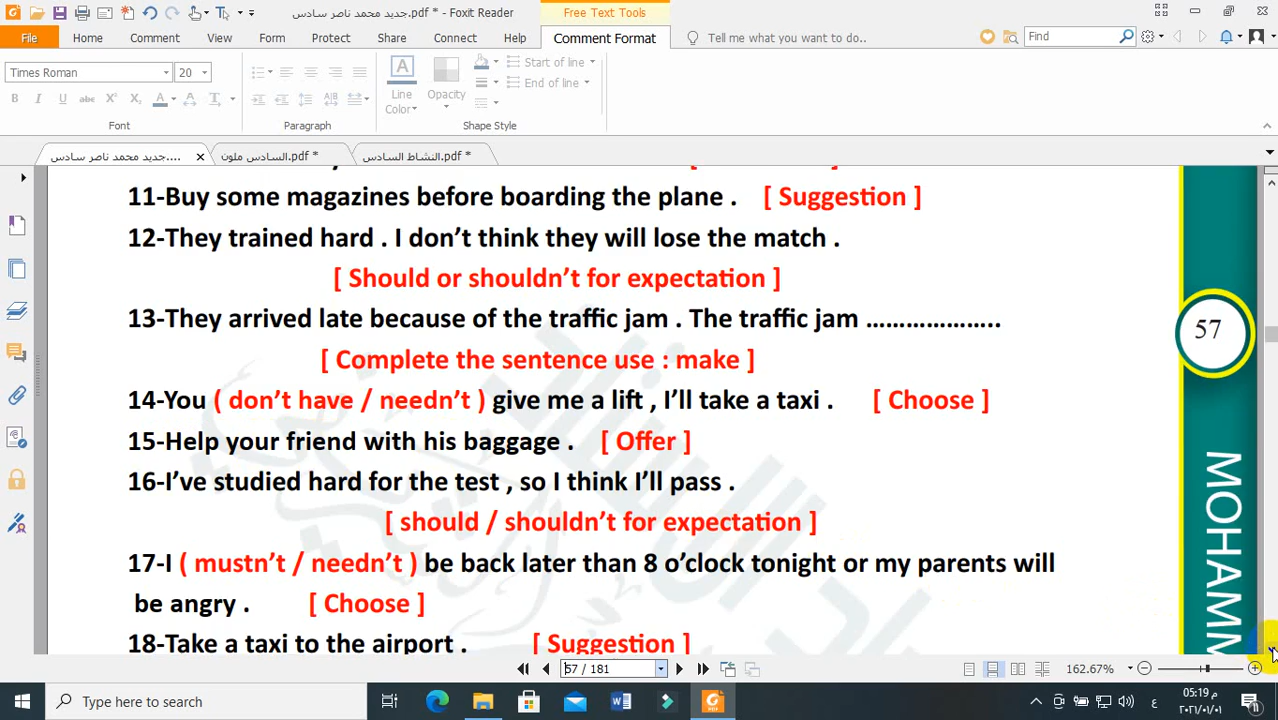 جديد محمد ناصر سادس.pdf * - Foxit Reader
Free Text Tools
File
Home
Comment
View
Form
Protect
Share
Connect
Help
Comment Format
Tell me what you want to do..
Find
Times Roman
20
Font
Paragraph
Line Color
Opacity
Start of line
End of line
Shape Style
جديد محمد ناصر سادس....
السادس ملون.pdf *
النشاط السادس.pdf *
11-Buy some magazines before boarding the plane . [ Suggestion ]
12-They trained hard . I don't think they will lose the match .
[ Should or shouldn't for expectation ]
13-They arrived late because of the traffic jam . The traffic jam ………………..
[ Complete the sentence use : make ]
14-You ( don't have / needn't ) give me a lift , I'll take a taxi . [ Choose ]
15-Help your friend with his baggage . [ Offer ]
16-I've studied hard for the test , so I think I'll pass .
[ should / shouldn't for expectation ]
17-I ( mustn't / needn't ) be back later than 8 o'clock tonight or my parents will
be angry . [ Choose ]
18-Take a taxi to the airport . [ Suggestion ]
57
MOHAMM
57 / 181
162.67%
Type here to search
ع
05:19 م
٢٠٢١/٠١/٠١